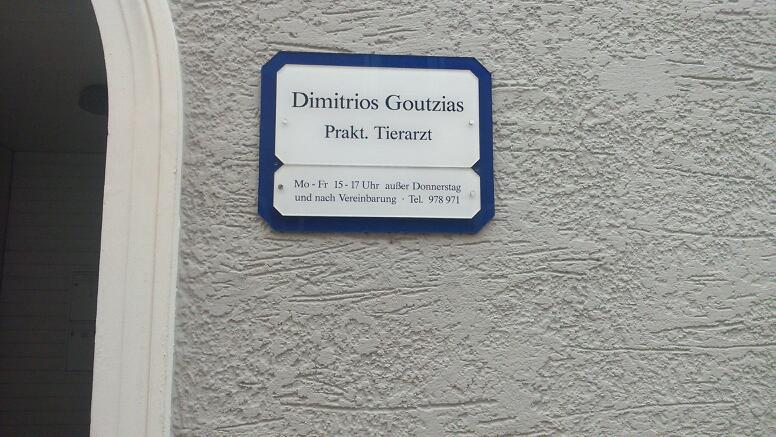 Dimitrios Goutzias
Prakt. Tierarzt
Mo - Fr 15 - 17 Uhr außer Donnerstag
und nach Vereinbarung · Tel. 978 971